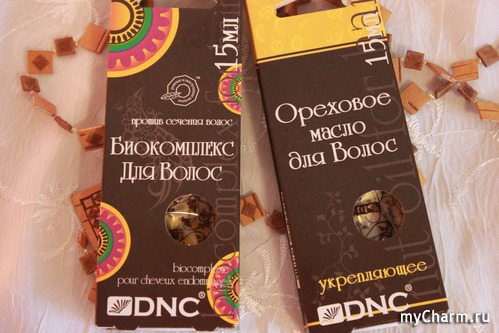 15мл
против сечения волос
Биокомплекс
Для Волос
biocomplexe
pour cheveux endom
DNC®
15мл
Ореховое
масло
для Волос
укрепляющее
DNC®
myCharm.ru